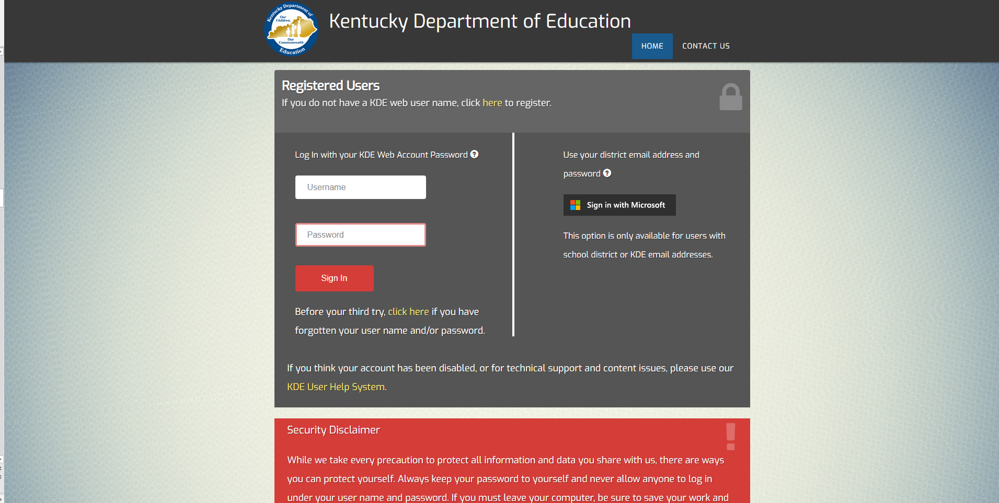 Kentucky Department of
Our
Children,
Our
Commonwealth
Education
Kentucky Department of Education
HOME
CONTACT US
Registered Users
If you do not have a KDE web user name, click here to register.
Log In with your KDE Web Account Password ?
Username
Password
Sign In
Before your third try, click here if you have
forgotten your user name and/or password.
Use your district email address and
password ?
Sign in with Microsoft
This option is only available for users with
school district or KDE email addresses.
If you think your account has been disabled, or for technical support and content issues, please use our
KDE User Help System.
Security Disclaimer
!
While we take every precaution to protect all information and data you share with us, there are ways
you can protect yourself. Always keep your password to yourself and never allow anyone to log in
under your user name and password. If you must leave your computer, be sure to save your work and